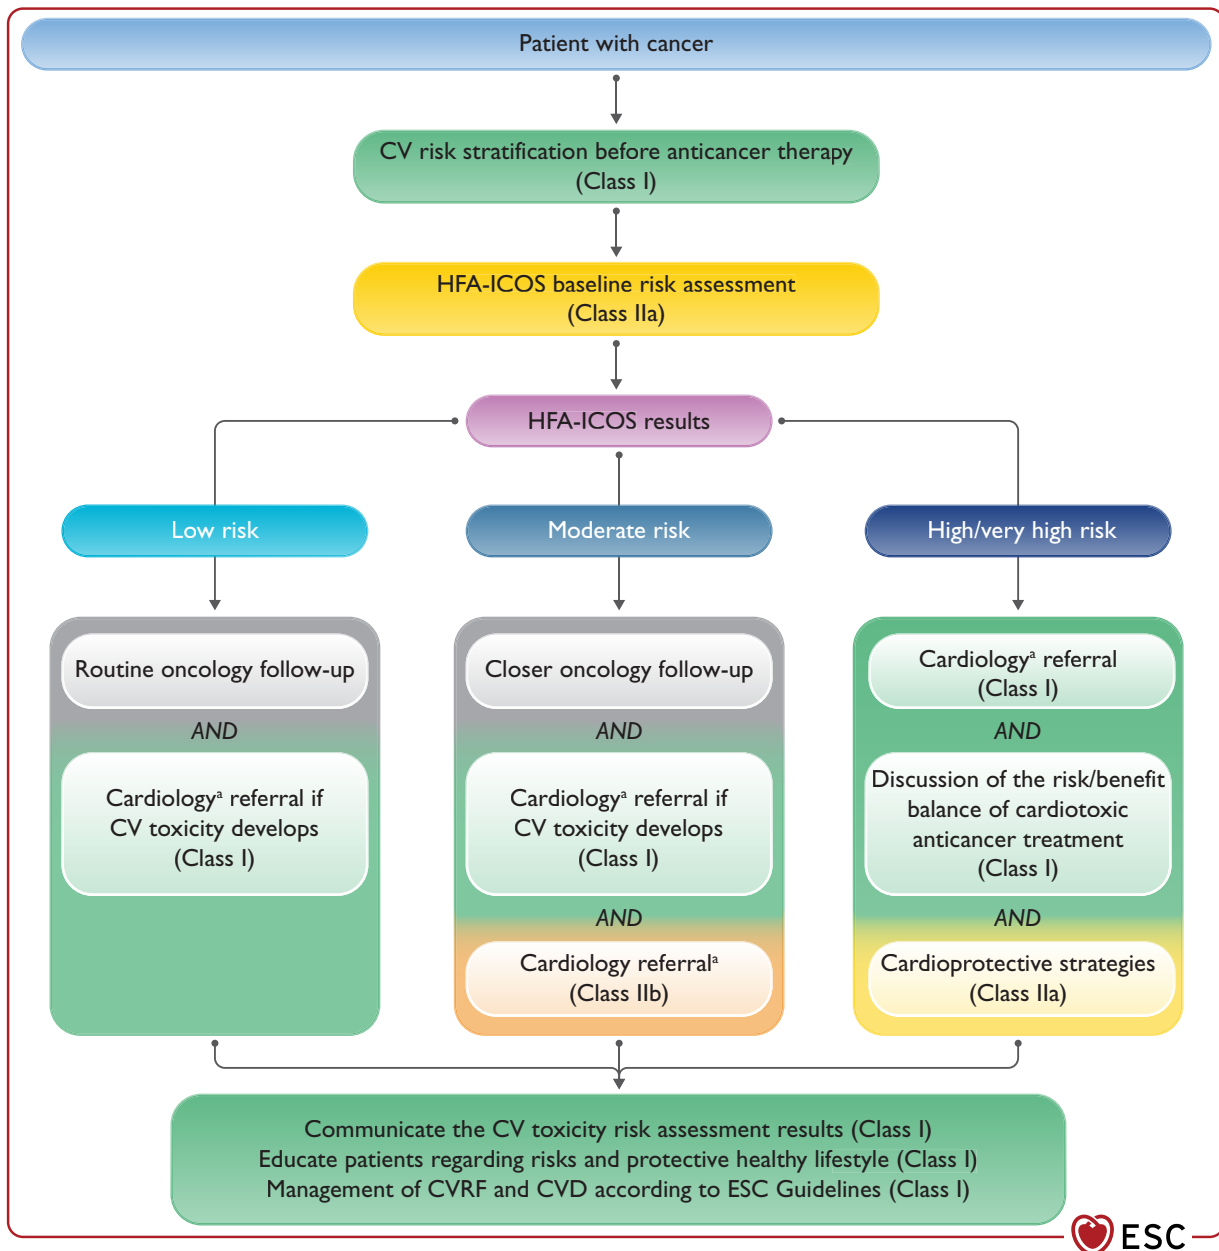 Patient with cancer
CV risk stratification before anticancer therapy
(Class I)
HFA-ICOS baseline risk assessment
(Class IIa)
HFA-ICOS results
Low risk
Moderate risk
High/very high risk
Routine oncology follow-up
AND
Cardiologyᵃ referral if
CV toxicity develops
(Class I)
Closer oncology follow-up
AND
Cardiologyᵃ referral if
CV toxicity develops
(Class I)
AND
Cardiology referralᵃ
(Class IIb)
Cardiologyᵃ referral
(Class I)
AND
Discussion of the risk/benefit
balance of cardiotoxic
anticancer treatment
(Class I)
AND
Cardioprotective strategies
(Class IIa)
Communicate the CV toxicity risk assessment results (Class I)
Educate patients regarding risks and protective healthy lifestyle (Class I)
Management of CVRF and CVD according to ESC Guidelines (Class I)
ESC